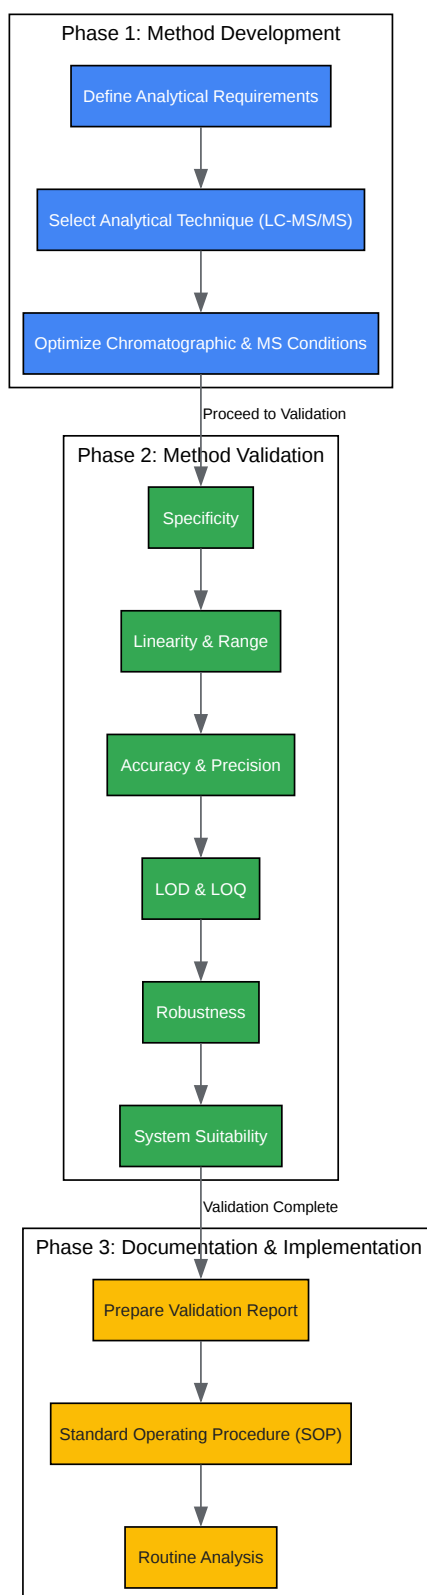 Phase 1: Method Development
Define Analytical Requirements
Select Analytical Technique (LC-MS/MS)
Optimize Chromatographic & MS Conditions
Proceed to Validation
Phase 2: Method Validation
Specificity
Linearity & Range
Accuracy & Precision
LOD & LOQ
Robustness
System Suitability
Validation Complete
Phase 3: Documentation & Implementation
Prepare Validation Report
Standard Operating Procedure (SOP)
Routine Analysis